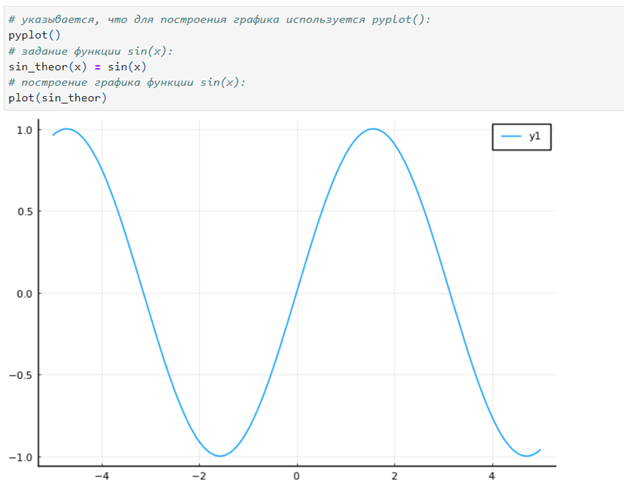 # указывается, что для построения графика используется pyplot():
pyplot()
# задание функции sin(x):
sin_theor(x) = sin(x)
# построение графика функции sin(x):
plot(sin_theor)
1.0
y1
0.5
0.0
−0.5
−1.0
−4
−2
0
2
4